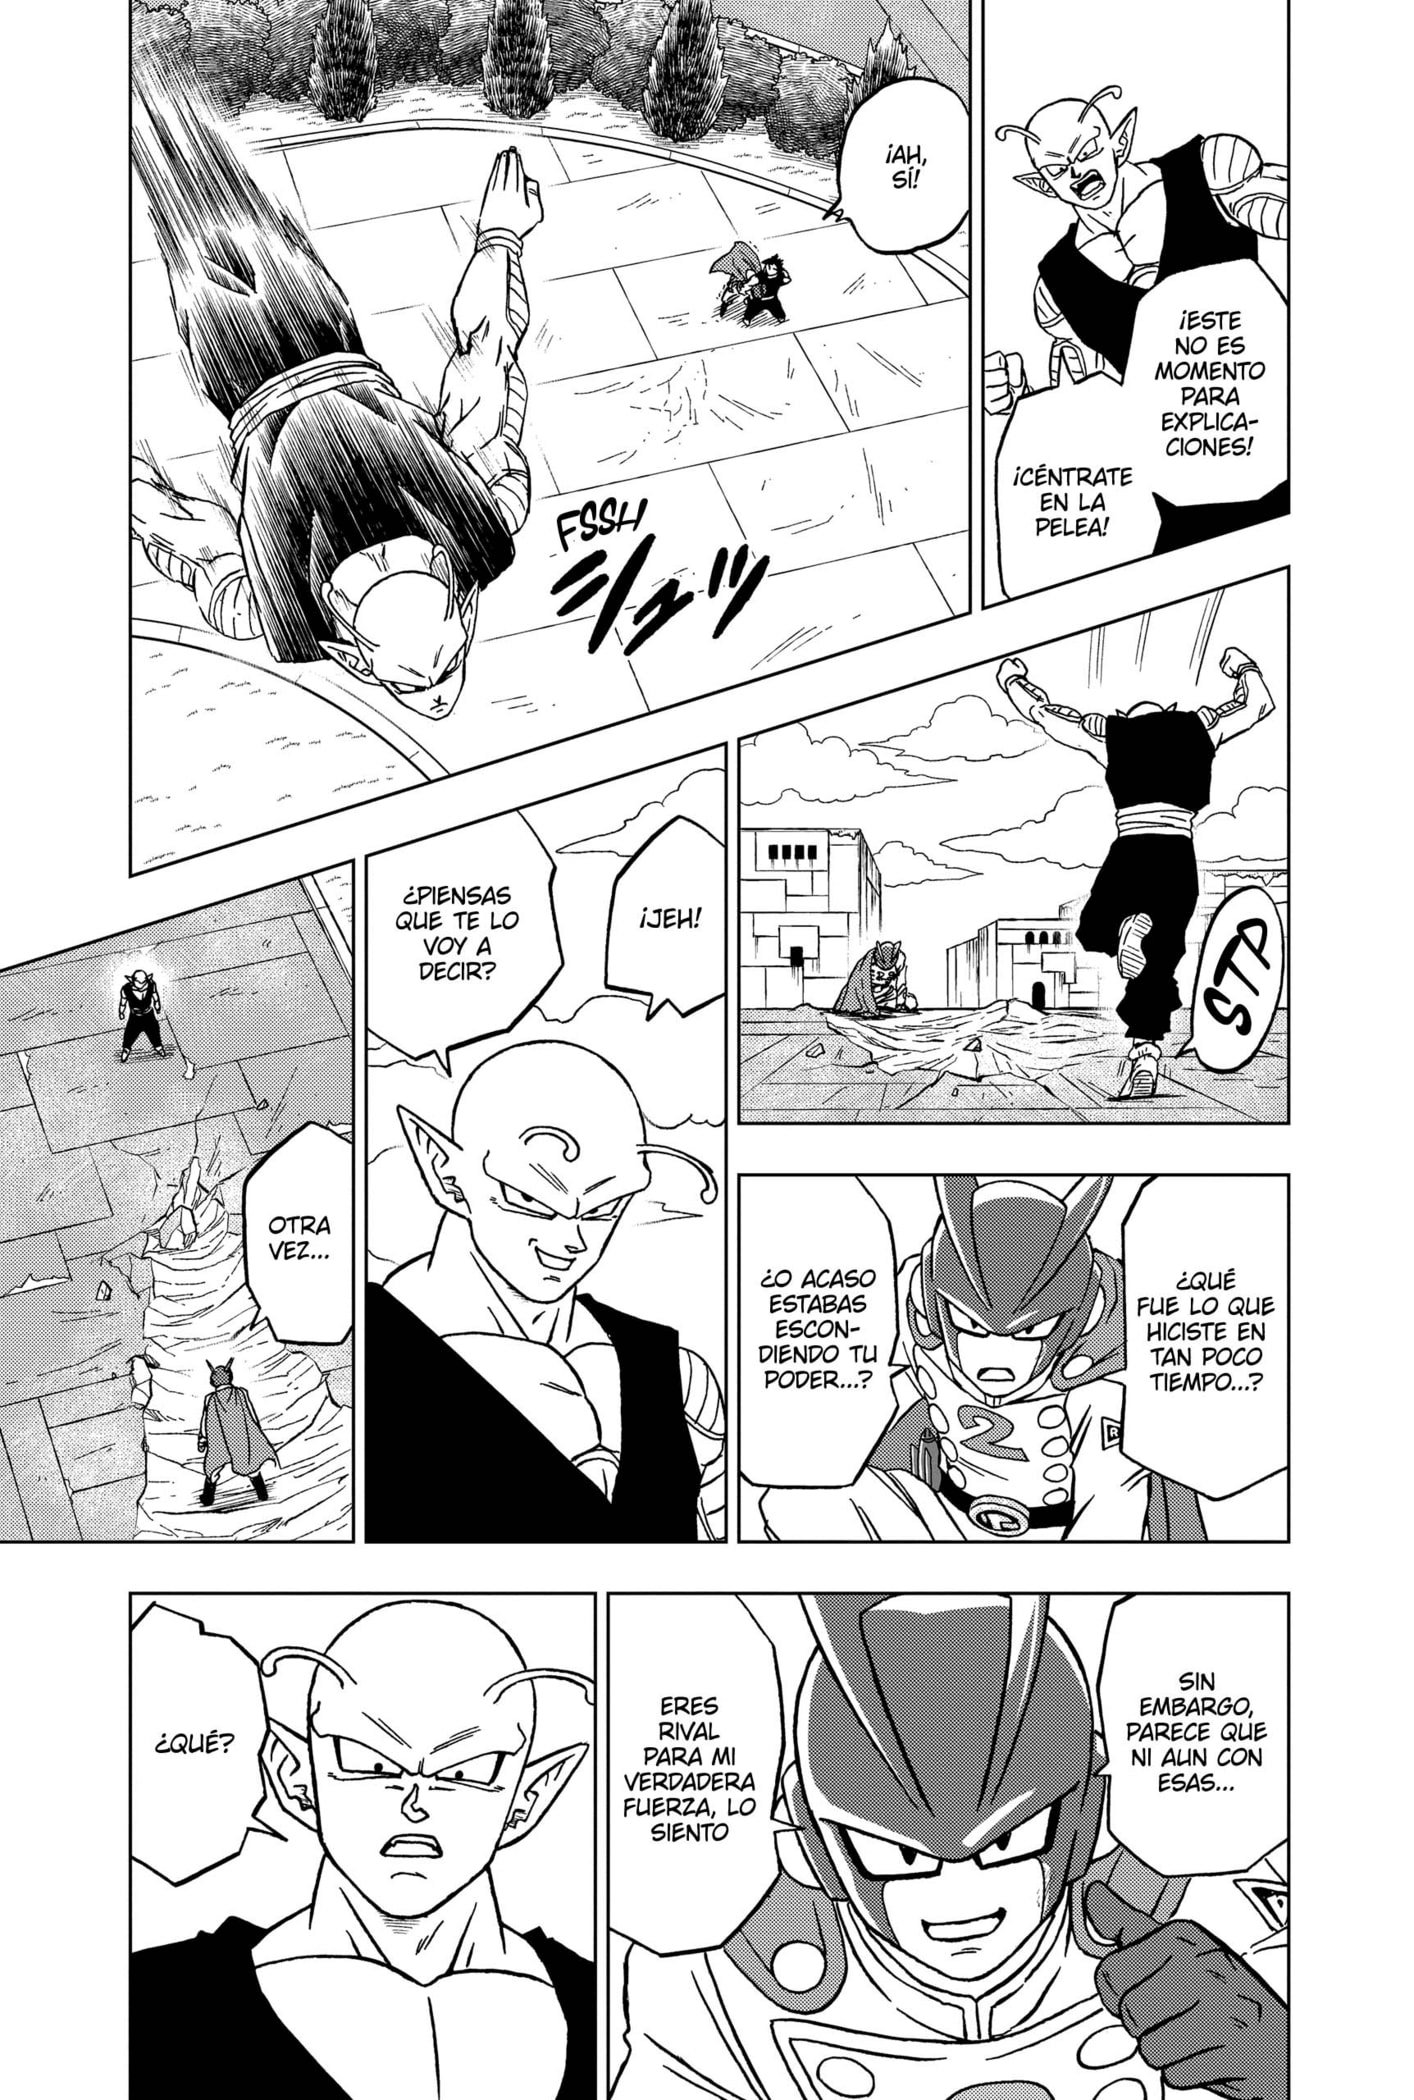 ¡ESTE
NO ES
MOMENTO
PARA
EXPLICA-
CIONES!
¡CÉNTRATE
EN LA
PELEA!
¡AH,
SÍ!
FSSH
シュッ
STP
¿QUÉ
FUE LO QUE
HICISTE EN
TAN POCO
TIEMPO...?
¿O ACASO
ESTABAS
ESCON-
DIENDO TU
PODER...?
2
R
¡JEH!
¿PIENSAS
QUE TE LO
VOY A
DECIR?
OTRA
VEZ...
SIN
EMBARGO,
PARECE QUE
NI AUN CON
ESAS...
ERES
RIVAL
PARA MI
VERDADERA
FUERZA, LO
SIENTO
¿QUÉ?